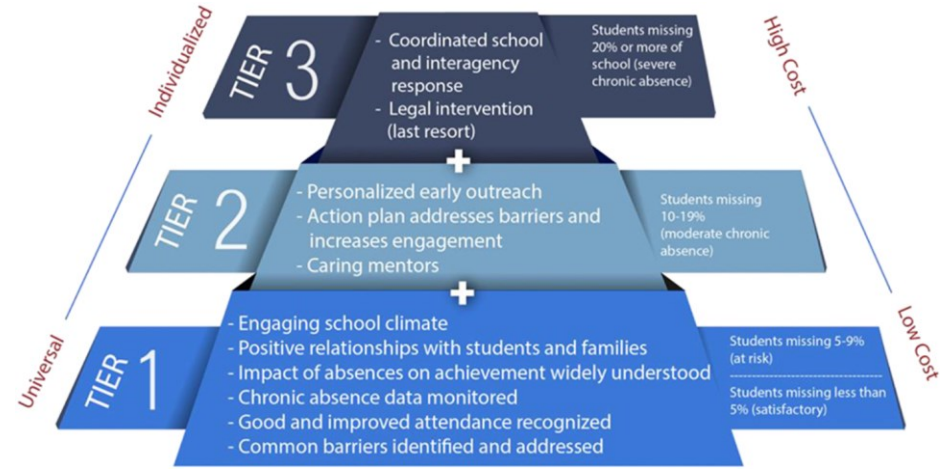 Individualized
TIER
3
- Coordinated school
and interagency
response
- Legal intervention
(last resort)
Students missing
20% or more of
school (severe
chronic absence)
High Cost
+
TIER
2
- Personalized early outreach
- Action plan addresses barriers and
increases engagement
- Caring mentors
Students missing
10-19%
(moderate chronic
absence)
+
Universal
TIER
1
- Engaging school climate
- Positive relationships with students and families
- Impact of absences on achievement widely understood
- Chronic absence data monitored
- Good and improved attendance recognized
- Common barriers identified and addressed
Students missing 5-9%
(at risk)
Students missing less than
5% (satisfactory)
Low Cost